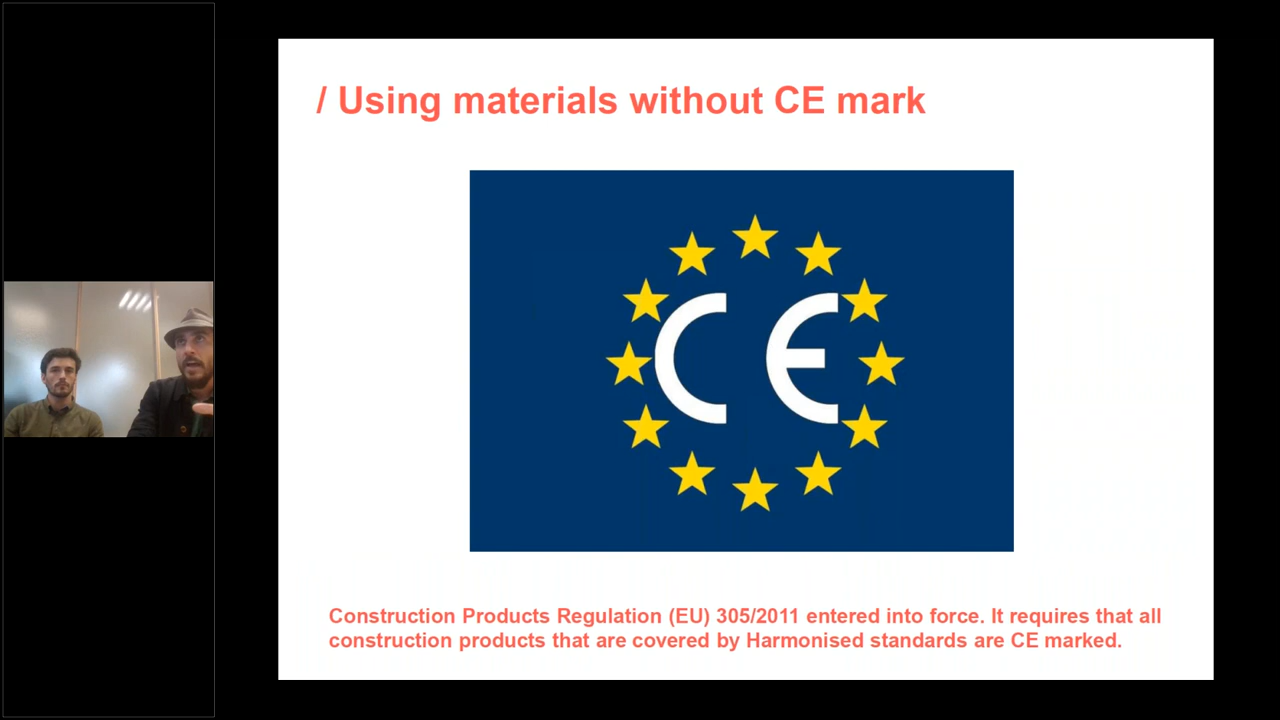 / Using materials without CE mark
CE
Construction Products Regulation (EU) 305/2011 entered into force. It requires that all
construction products that are covered by Harmonised standards are CE marked.